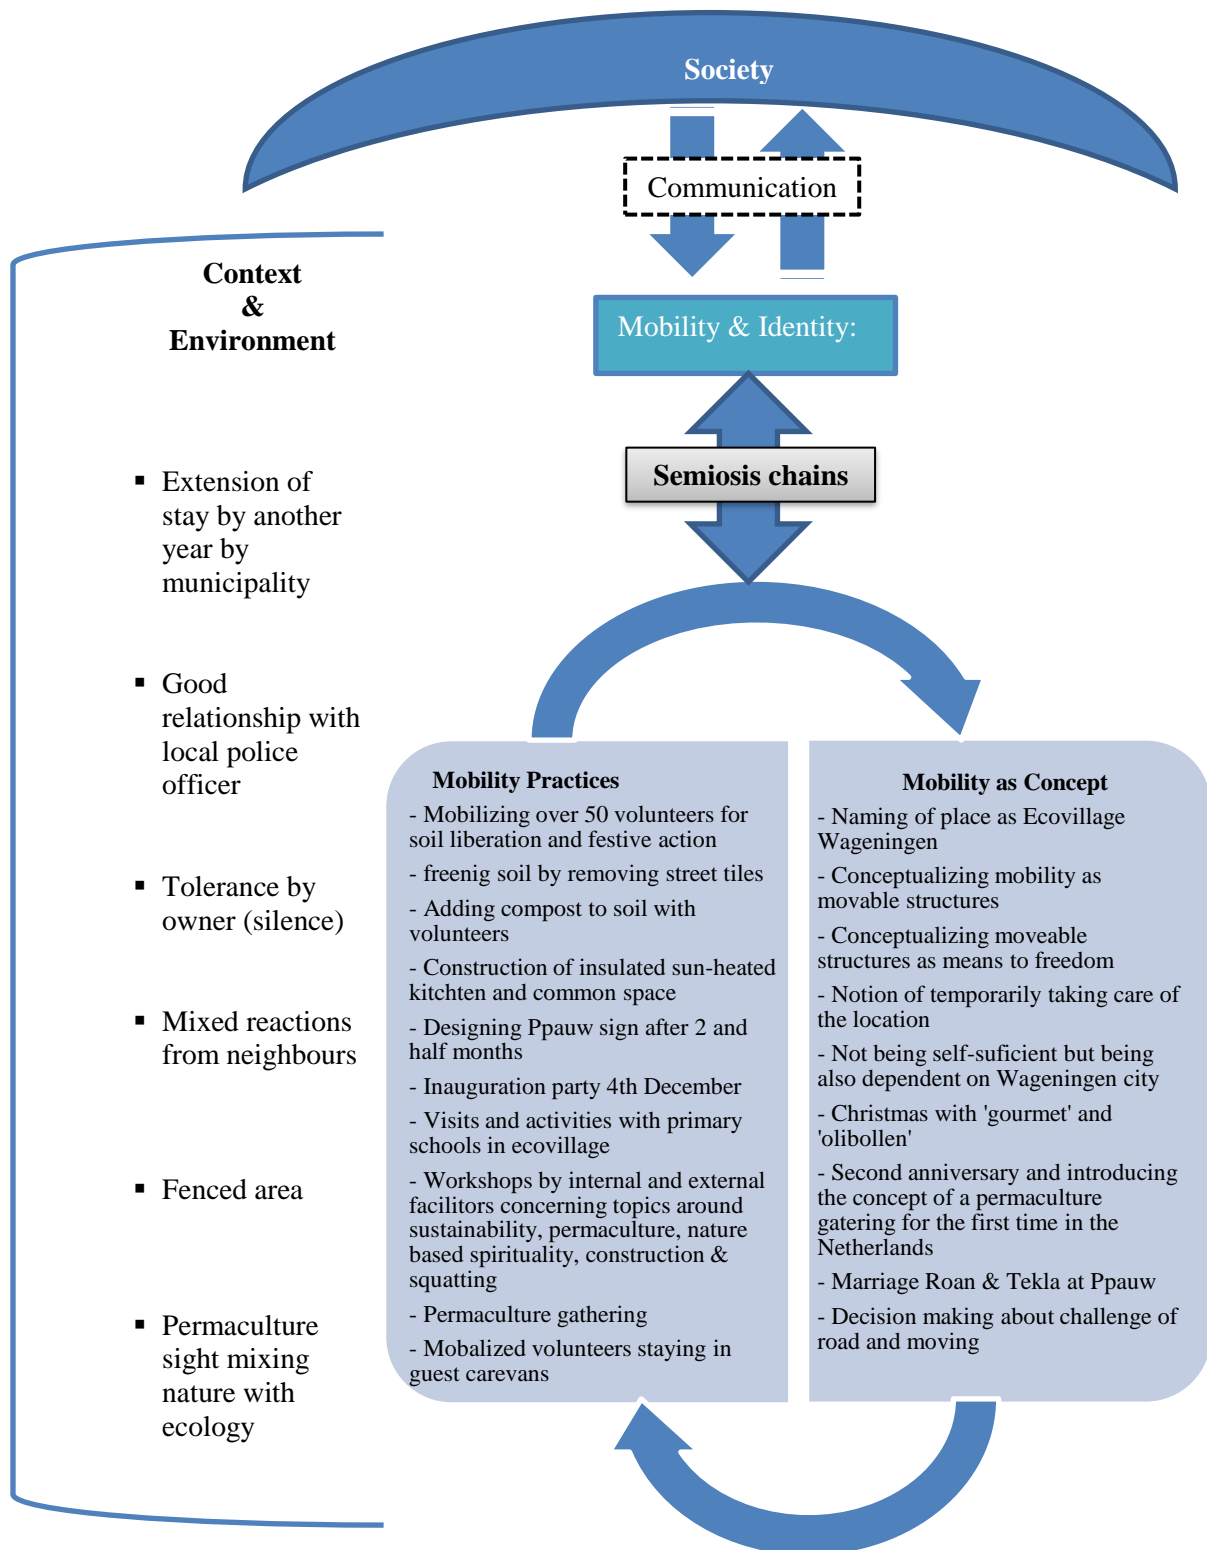 Society
Communication
Mobility & Identity:
Semiosis chains
Context
&
Environment
▪ Extension of
stay by another
year by
municipality
▪ Good
relationship with
local police
officer
▪ Tolerance by
owner (silence)
▪ Mixed reactions
from neighbours
▪ Fenced area
▪ Permaculture
sight mixing
nature with
ecology
Mobility Practices
- Mobilizing over 50 volunteers for
soil liberation and festive action
- freenig soil by removing street tiles
- Adding compost to soil with
volunteers
- Construction of insulated sun-heated
kitchten and common space
- Designing Ppauw sign after 2 and
half months
- Inauguration party 4th December
- Visits and activities with primary
schools in ecovillage
- Workshops by internal and external
facilitors concerning topics around
sustainability, permaculture, nature
based spirituality, construction &
squatting
- Permaculture gathering
- Mobalized volunteers staying in
guest carevans
Mobility as Concept
- Naming of place as Ecovillage
Wageningen
- Conceptualizing mobility as
movable structures
- Conceptualizing moveable
structures as means to freedom
- Notion of temporarily taking care of
the location
- Not being self-suficient but being
also dependent on Wageningen city
- Christmas with 'gourmet' and
'olibollen'
- Second anniversary and introducing
the concept of a permaculture
gatering for the first time in the
Netherlands
- Marriage Roan & Tekla at Ppauw
- Decision making about challenge of
road and moving